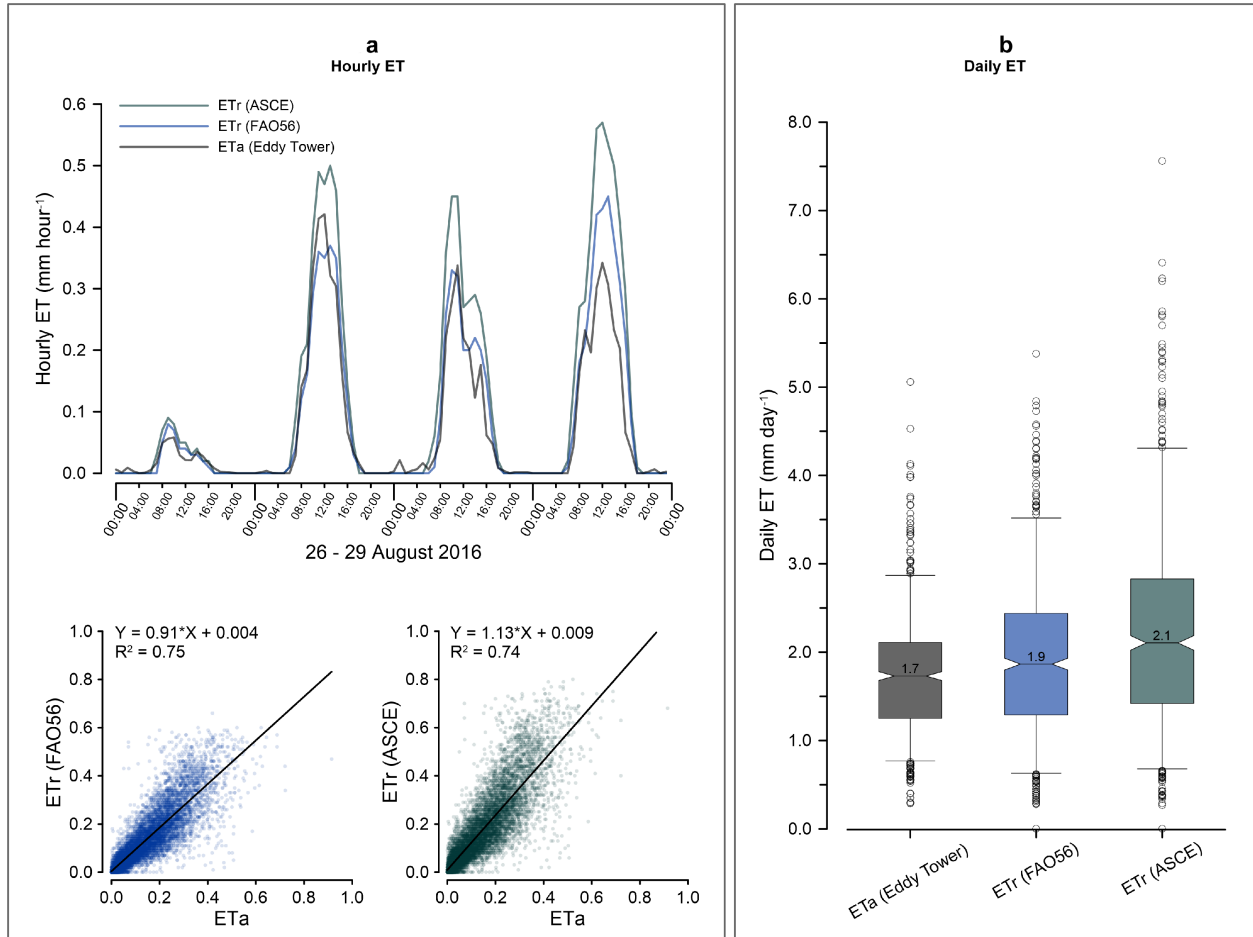 a
Hourly ET
ETr (ASCE)
ETr (FAO56)
ETa (Eddy Tower)
0.6
0.5
0.4
0.3
0.2
0.1
0.0
Hourly ET (mm hour⁻¹)
00:00 04:00 08:00 12:00 16:00 20:00 00:00 04:00 08:00 12:00 16:00 20:00 00:00 04:00 08:00 12:00 16:00 20:00 00:00 04:00 08:00 12:00 16:00 20:00 00:00
26 - 29 August 2016
Y = 0.91*X + 0.004
R² = 0.75
1.0
0.8
0.6
0.4
0.2
0.0
ETr (FAO56)
0.0 0.2 0.4 0.6 0.8 1.0
ETa
Y = 1.13*X + 0.009
R² = 0.74
1.0
0.8
0.6
0.4
0.2
0.0
ETr (ASCE)
0.0 0.2 0.4 0.6 0.8 1.0
ETa
b
Daily ET
8.0
7.0
6.0
5.0
4.0
3.0
2.0
1.0
0.0
Daily ET (mm day⁻¹)
1.7
1.9
2.1
ETa (Eddy Tower)
ETr (FAO56)
ETr (ASCE)